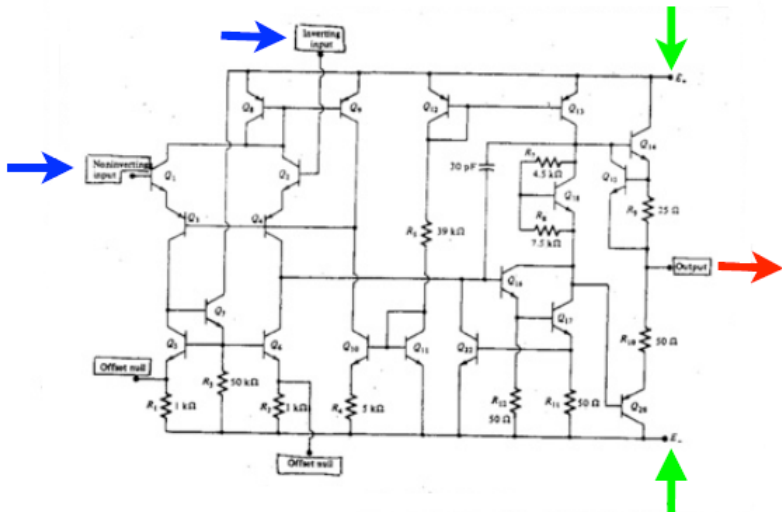 Inverting
input
E+
Q8
Q9
Q12
Q13
Q14
Noninverting
input
Q1
Q2
30 pF
R7
4.5 kΩ
Q18
R9
25 Ω
Q3
Q4
R5
39 kΩ
R8
7.5 kΩ
Output
Q7
Q16
Q17
Q5
Q6
Q10
Q11
Q22
R10
50 Ω
Offset null
R1
1 kΩ
R3
50 kΩ
R2
1 kΩ
R4
5 kΩ
R12
50 Ω
R11
50 Ω
Q20
E-
Offset null